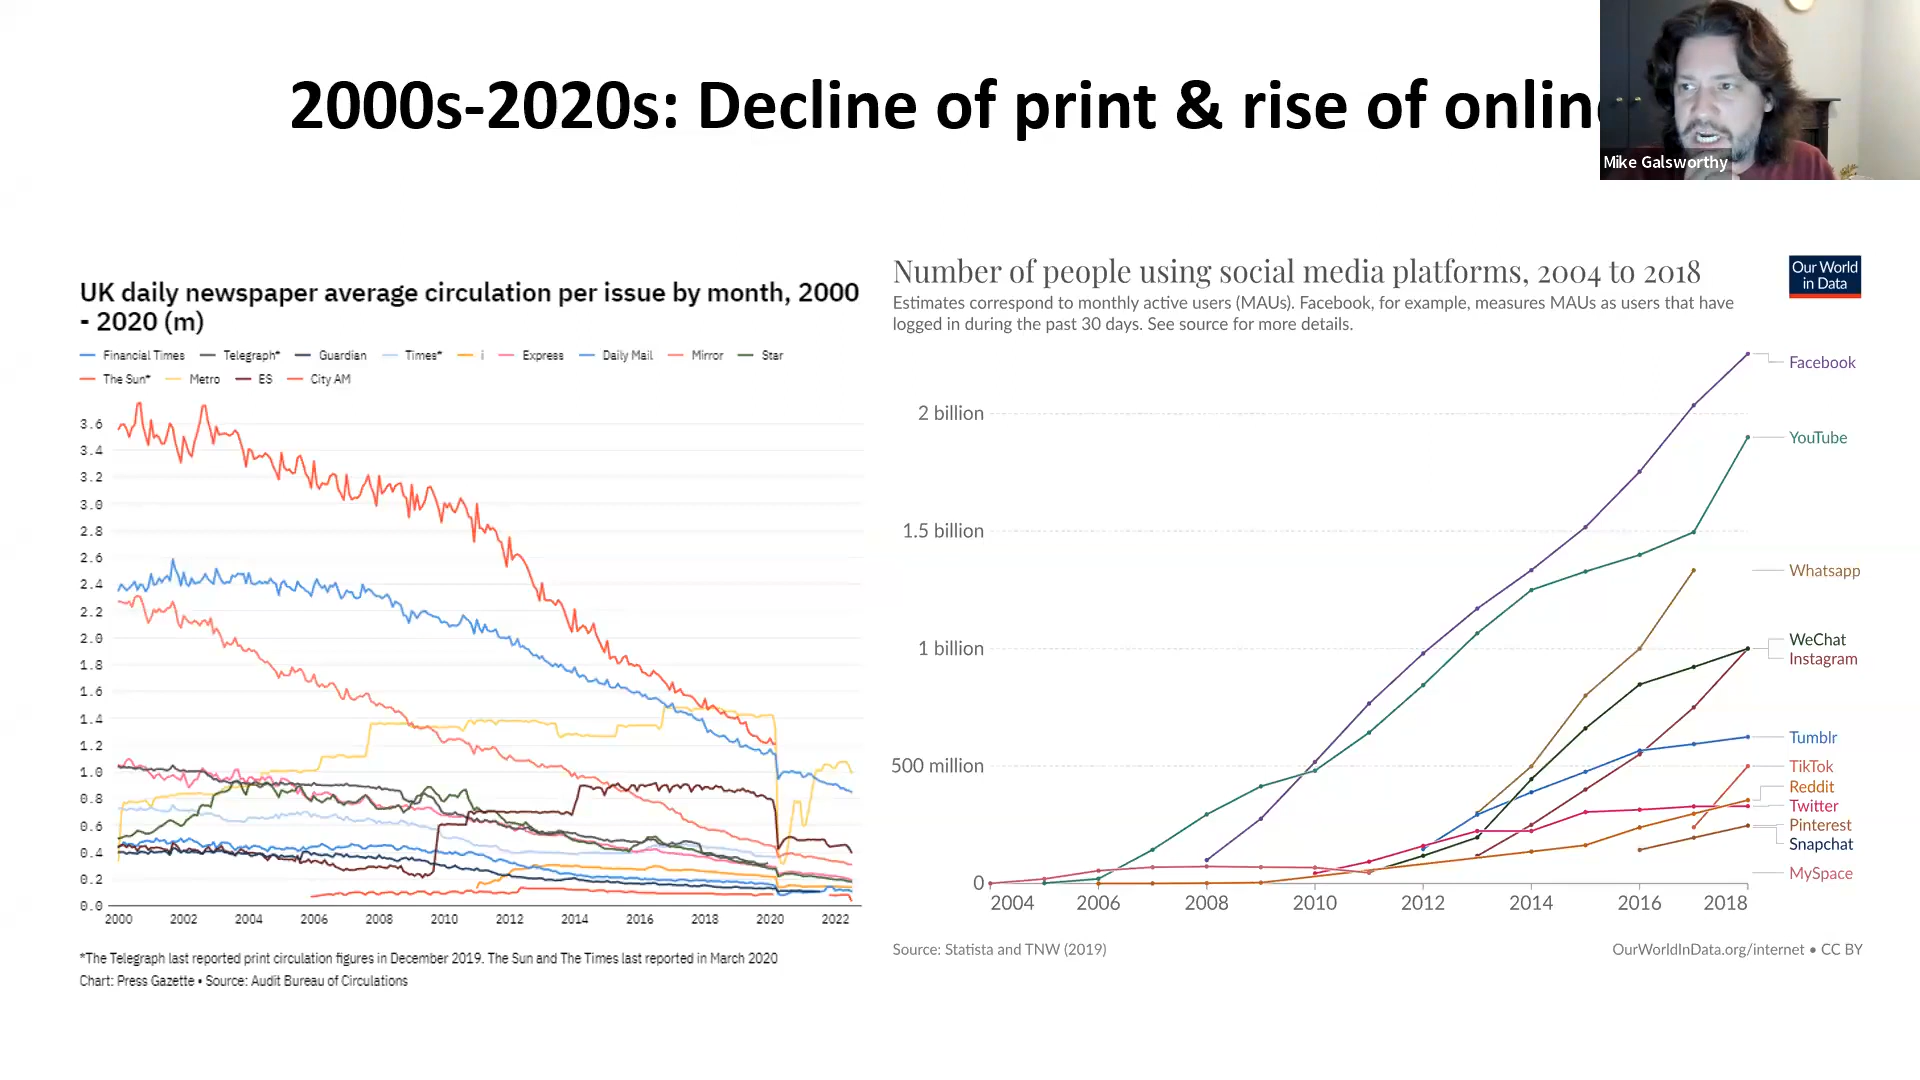 2000s-2020s: Decline of print & rise of onlin
Mike Galsworthy
UK daily newspaper average circulation per issue by month, 2000
- 2020 (m)
Financial Times Telegraph* Guardian Times* i Express Daily Mail Mirror Star
The Sun* Metro ES City AM
3.6
3.4
3.2
3.0
2.8
2.6
2.4
2.2
2.0
1.8
1.6
1.4
1.2
1.0
0.8
0.6
0.4
0.2
0.0
2000 2002 2004 2006 2008 2010 2012 2014 2016 2018 2020 2022
*The Telegraph last reported print circulation figures in December 2019. The Sun and The Times last reported in March 2020
Chart: Press Gazette • Source: Audit Bureau of Circulations
Number of people using social media platforms, 2004 to 2018
Estimates correspond to monthly active users (MAUs). Facebook, for example, measures MAUs as users that have
logged in during the past 30 days. See source for more details.
Our World
in Data
2 billion
1.5 billion
1 billion
500 million
0
2004 2006 2008 2010 2012 2014 2016 2018
Facebook
YouTube
Whatsapp
WeChat
Instagram
Tumblr
TikTok
Reddit
Twitter
Pinterest
Snapchat
MySpace
Source: Statista and TNW (2019)
OurWorldInData.org/internet • CC BY